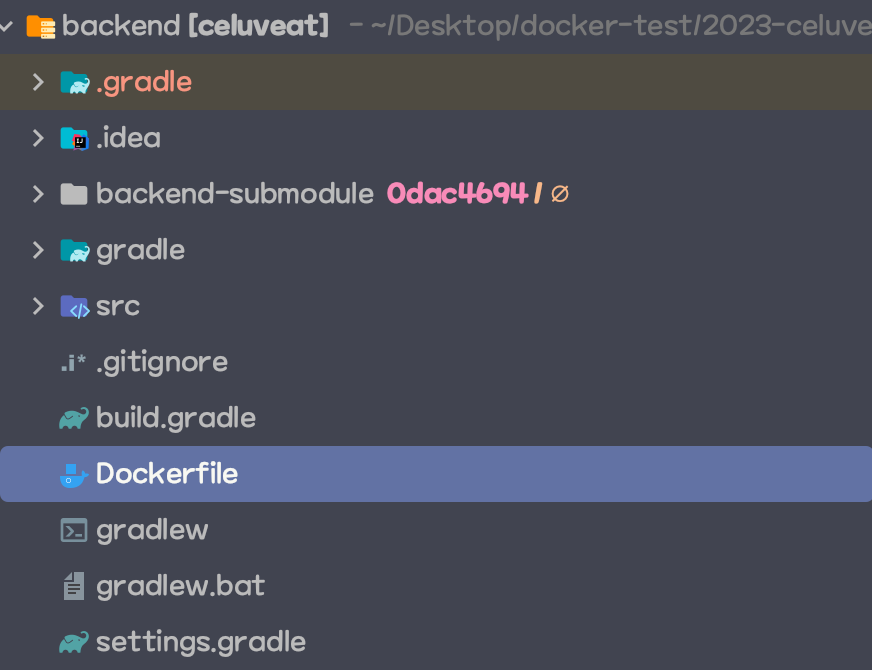 backend [celuveat] - ~/Desktop/docker-test/2023-celuve
.gradle
.idea
backend-submodule 0dac4694 / ∅
gradle
src
.gitignore
build.gradle
Dockerfile
gradlew
gradlew.bat
settings.gradle